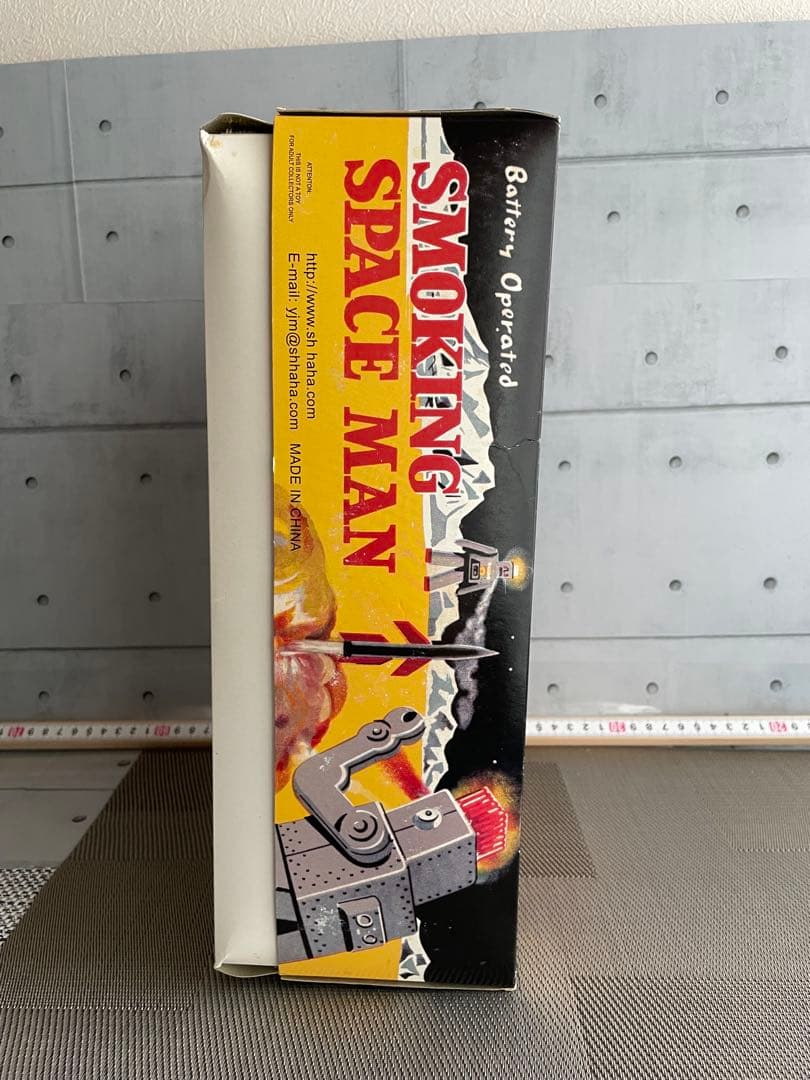 Battery Operated
SMOKING
SPACE MAN
ATTENTON:
THIS IS NOT A TOY
FOR ADULT COLLECTORS ONLY
http://www.sh haha.com
E-mail: yjm@shhaha.com MADE IN CHINA